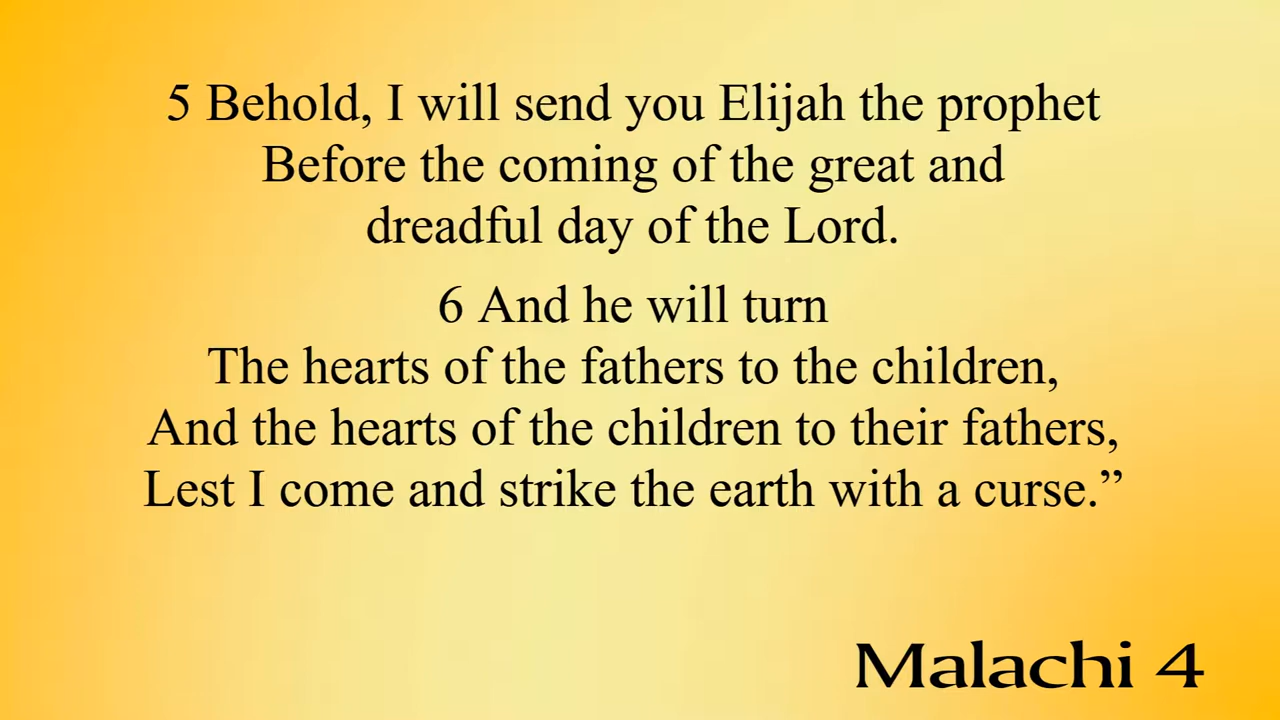 5 Behold, I will send you Elijah the prophet
Before the coming of the great and
dreadful day of the Lord.
6 And he will turn
The hearts of the fathers to the children,
And the hearts of the children to their fathers,
Lest I come and strike the earth with a curse.”
Malachi 4